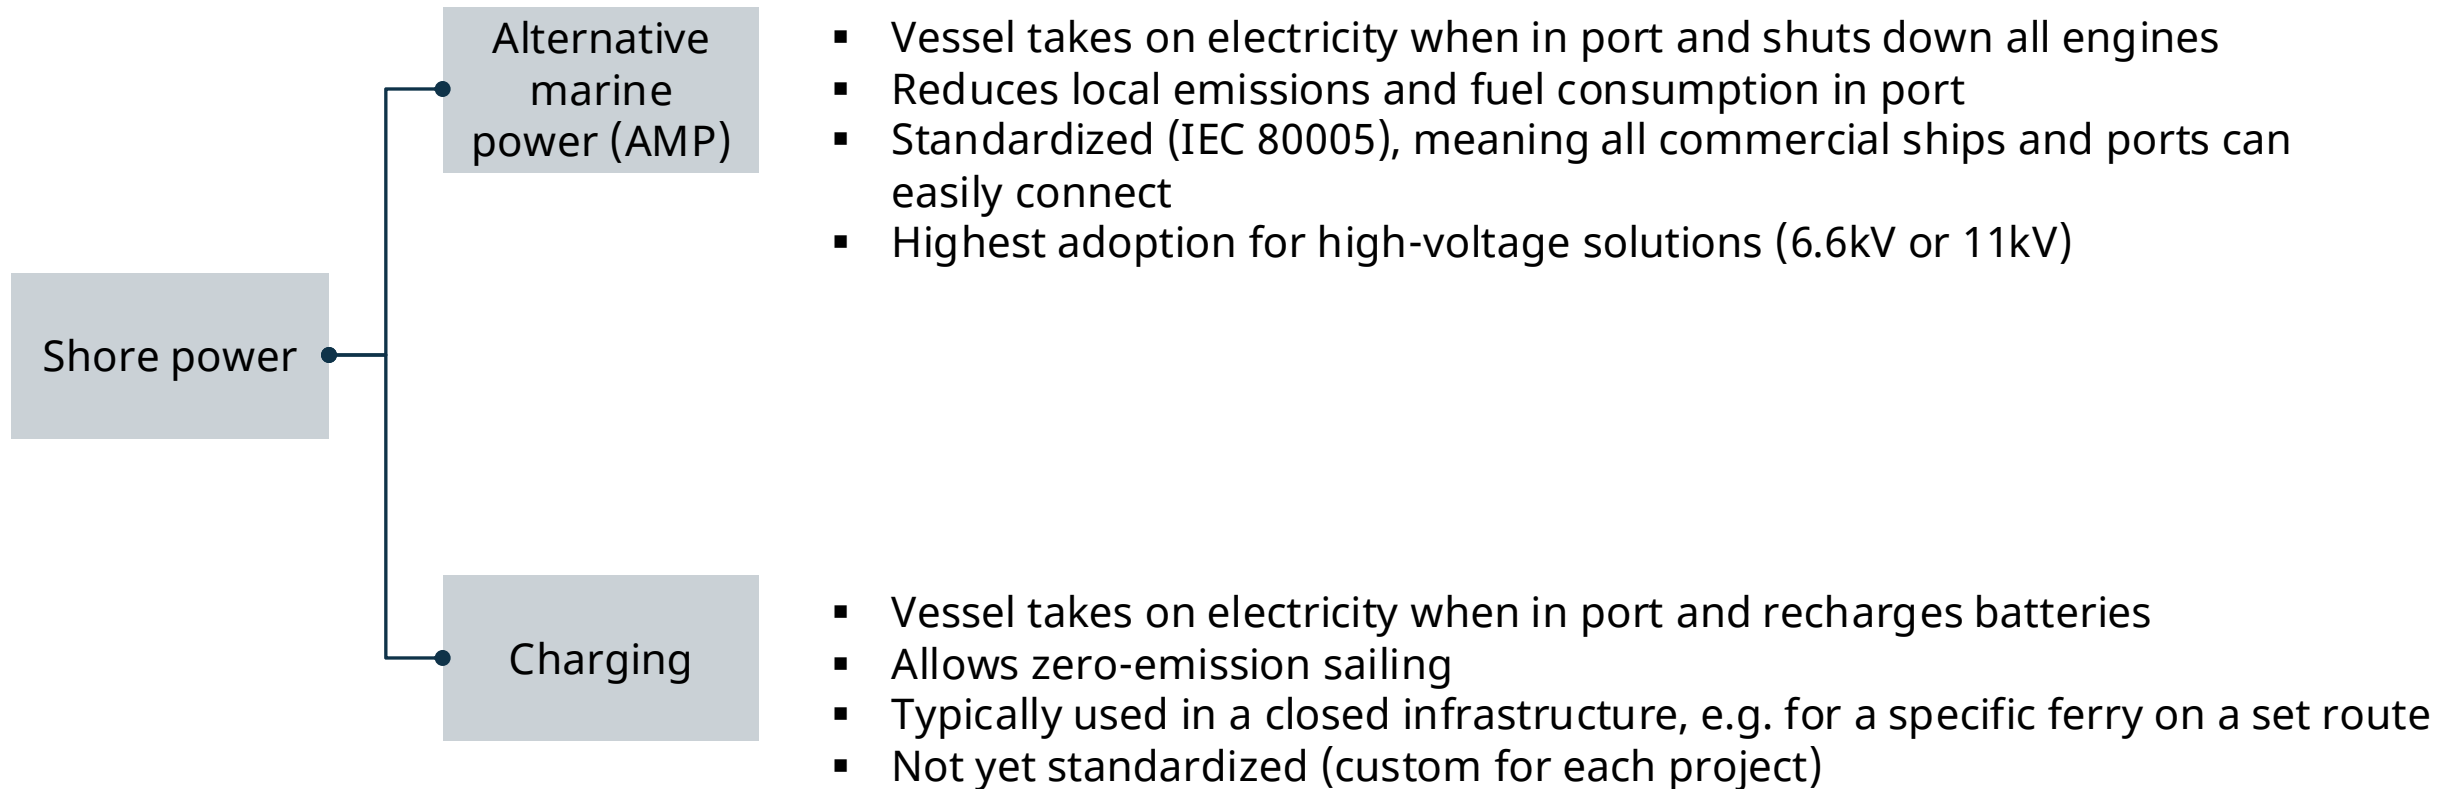 Alternative
marine
power (AMP)
▪ Vessel takes on electricity when in port and shuts down all engines
▪ Reduces local emissions and fuel consumption in port
▪ Standardized (IEC 80005), meaning all commercial ships and ports can
easily connect
▪ Highest adoption for high-voltage solutions (6.6kV or 11kV)
Shore power
Charging
▪ Vessel takes on electricity when in port and recharges batteries
▪ Allows zero-emission sailing
▪ Typically used in a closed infrastructure, e.g. for a specific ferry on a set route
▪ Not yet standardized (custom for each project)